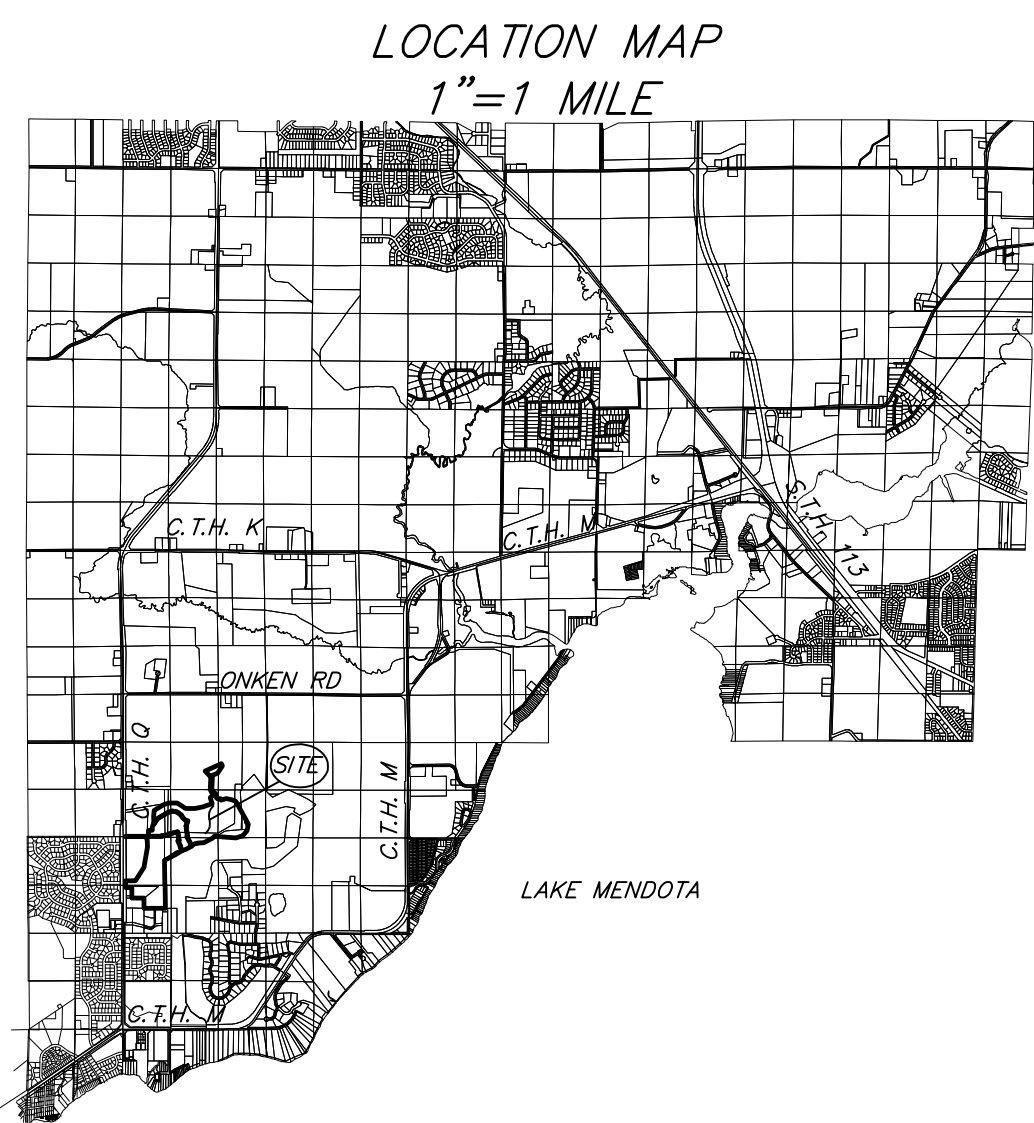 LOCATION MAP
1"=1 MILE
C.T.H. K
C.T.H. M
S.T.H. 113
ONKEN RD
C.T.H. Q
SITE
C.T.H. M
LAKE MENDOTA
C.T.H. M